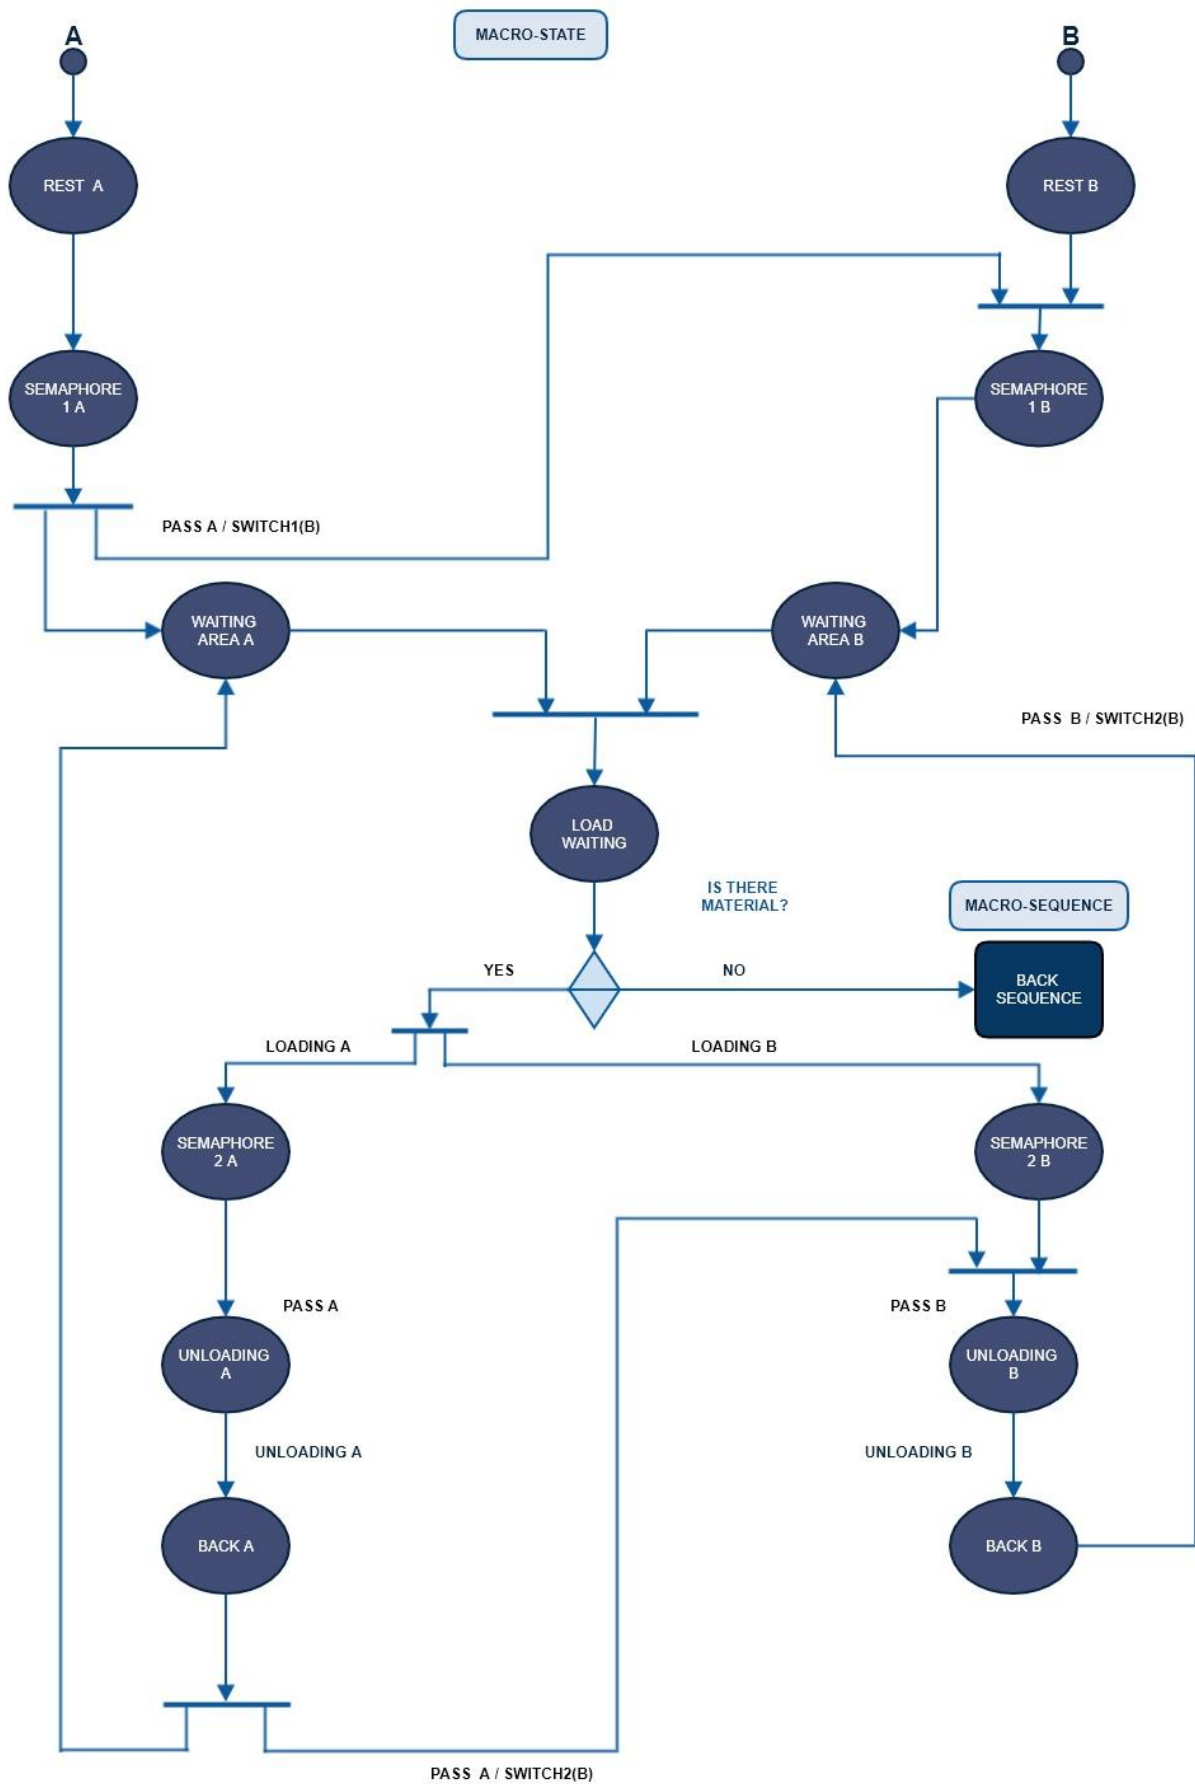 A
MACRO-STATE
B
REST A
REST B
SEMAPHORE
1 A
SEMAPHORE
1 B
PASS A / SWITCH1(B)
WAITING
AREA A
WAITING
AREA B
PASS B / SWITCH2(B)
LOAD
WAITING
IS THERE
MATERIAL?
MACRO-SEQUENCE
YES
NO
BACK
SEQUENCE
LOADING A
LOADING B
SEMAPHORE
2 A
SEMAPHORE
2 B
PASS A
PASS B
UNLOADING
A
UNLOADING
B
UNLOADING A
UNLOADING B
BACK A
BACK B
PASS A / SWITCH2(B)